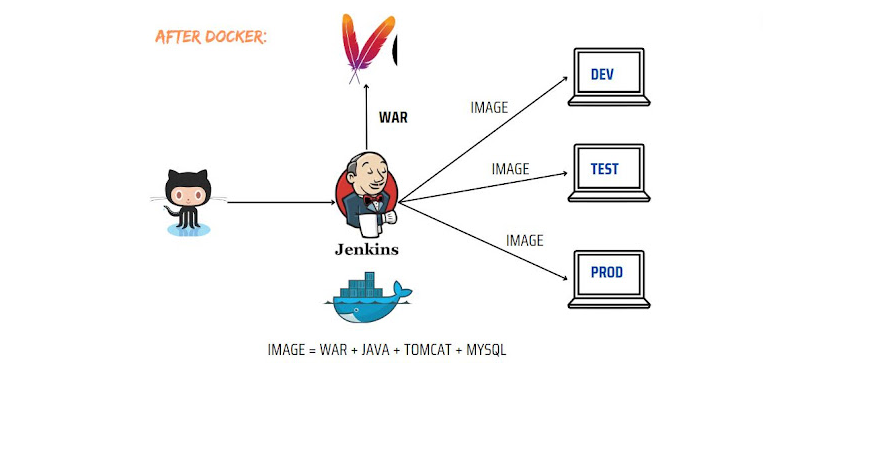 AFTER DOCKER:
WAR
IMAGE
DEV
IMAGE
TEST
IMAGE
PROD
Jenkins
IMAGE = WAR + JAVA + TOMCAT + MYSQL